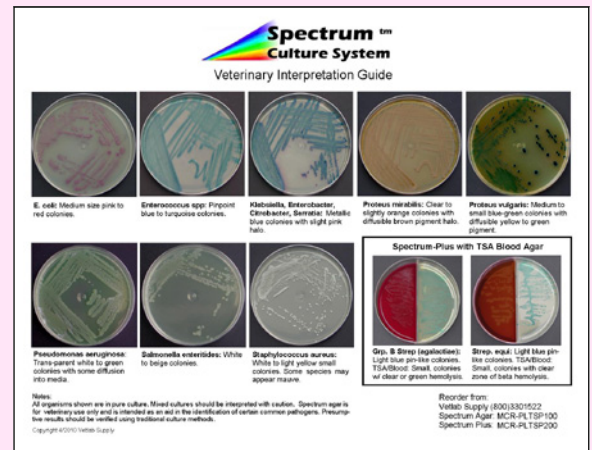 Spectrum ™
Culture System
Veterinary Interpretation Guide
E. coli: Medium size pink to
red colonies.
Enterococcus spp: Pinpoint
blue to turquoise colonies.
Klebsiella, Enterobacter,
Citrobacter, Serratia: Metallic
blue colonies with slight pink
halo.
Proteus mirabilis: Clear to
slightly orange colonies with
diffusible brown pigment halo.
Proteus vulgaris: Medium to
small blue-green colonies with
diffusible yellow to green
pigment.
Pseudomonas aeruginosa:
Trans-parent white to green
colonies with some diffusion
into media.
Salmonella enteritides: White
to beige colonies.
Staphylococcus aureus:
White to light yellow small
colonies. Some species may
appear mauve.
Spectrum-Plus with TSA Blood Agar
Grp. B Strep (agalactiae):
Light blue pin-like colonies.
TSA/Blood: Small, colonies
w/ clear or green hemolysis.
Strep. equi: Light blue pin-
like colonies. TSA/Blood:
Small, colonies with clear
zone of beta hemolysis.
Notes:
All organisms shown are in pure culture. Mixed cultures should be interpreted with caution. Spectrum agar is
for veterinary use only and is intended as an aid in the identification of certain common pathogens. Presump-
tive results should be verified using traditional culture methods.
Copyright 4/2010 Vetlab Supply
Reorder from:
Vetlab Supply (800)3301522
Spectrum Agar: MCR-PLTSP100
Spectrum Plus: MCR-PLTSP200